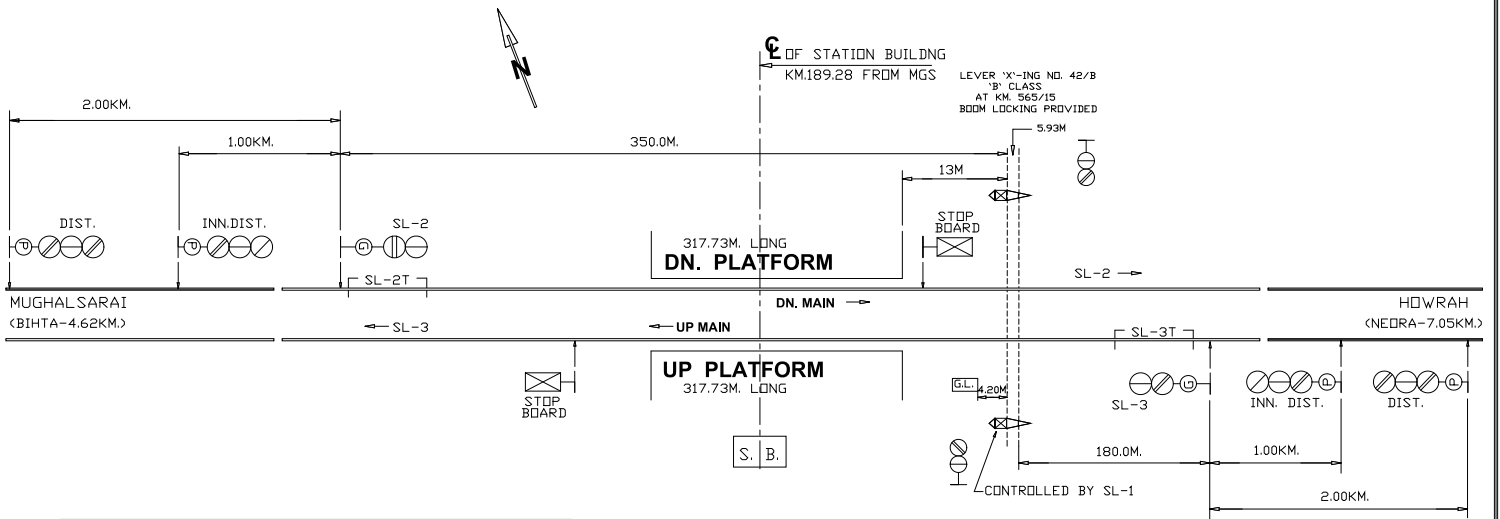 ℄ OF STATION BUILDNG
KM.189.28 FROM MGS
N
LEVER 'X'-ING NO. 42/B
'B' CLASS
AT KM. 565/15
BOOM LOCKING PROVIDED
5.93M
2.00KM.
1.00KM.
350.0M.
13M
DIST.
INN.DIST.
SL-2
P
P
G
317.73M. LONG
DN. PLATFORM
STOP
BOARD
SL-2T
SL-2
MUGHALSARAI
(BIHTA-4.62KM.)
DN. MAIN
HOWRAH
(NEORA-7.05KM.)
SL-3
UP MAIN
SL-3T
UP PLATFORM
317.73M. LONG
STOP
BOARD
G.L.
4.20M
G
P
P
SL-3
INN. DIST.
DIST.
S. B.
180.0M.
1.00KM.
CONTROLLED BY SL-1
2.00KM.